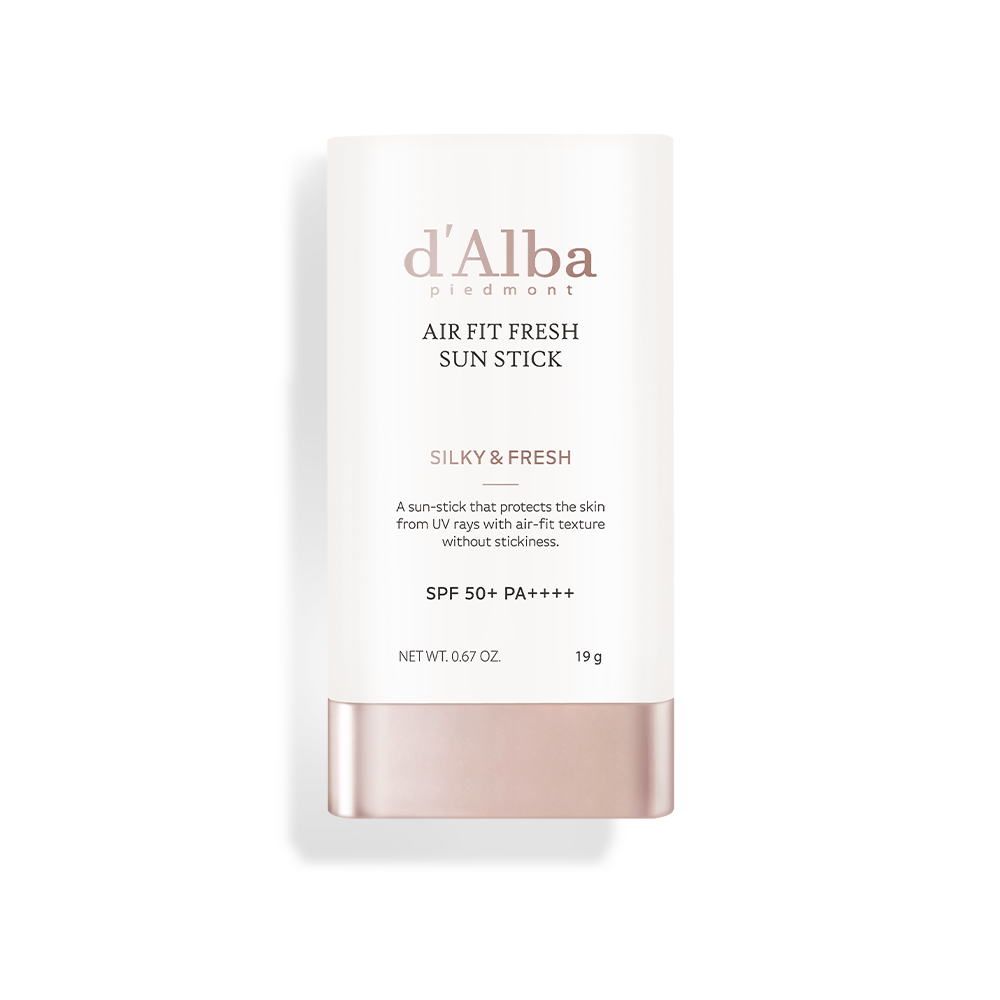 d'Alba
piedmont
AIR FIT FRESH
SUN STICK
SILKY & FRESH
A sun-stick that protects the skin
from UV rays with air-fit texture
without stickiness.
SPF 50+ PA++++
NET WT. 0.67 OZ. 19 g